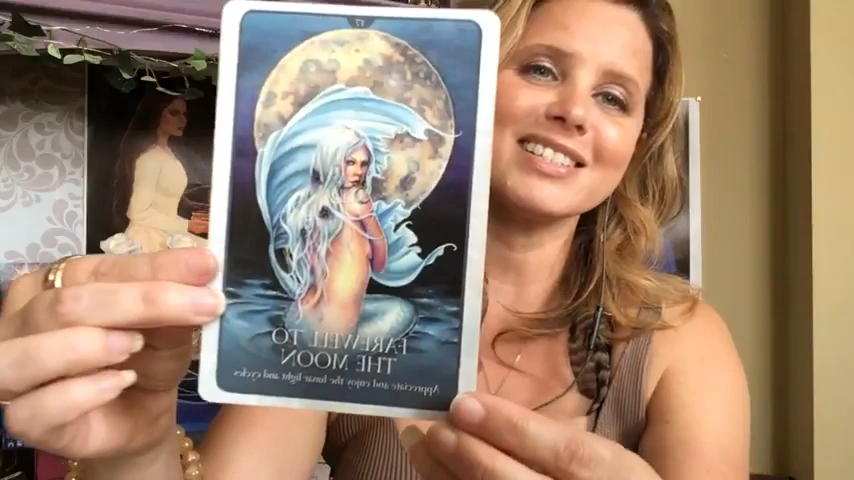 17
FAREWELL TO
THE MOON
Appreciate and enjoy the lunar light and cycles